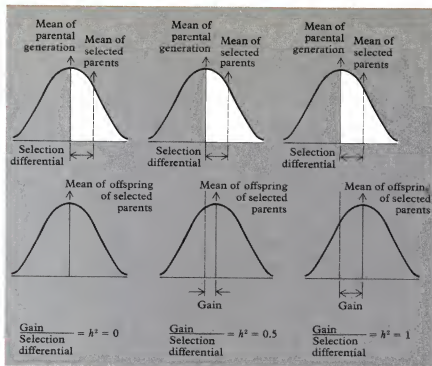 Mean of
parental
generation
Mean of
selected
parents
Selection
differential
Mean of
parental
generation
Mean of
selected
parents
Selection
differential
Mean of
parental
generation
Mean of
selected
parents
Selection
differential
Mean of offspring
of selected
parents
Mean of offspring
of selected
parents
Gain
Mean of offspring
of selected
parents
Gain
Gain
Selection
differential
= h² = 0
Gain
Selection
differential
= h² = 0.5
Gain
Selection
differential
= h² = 1